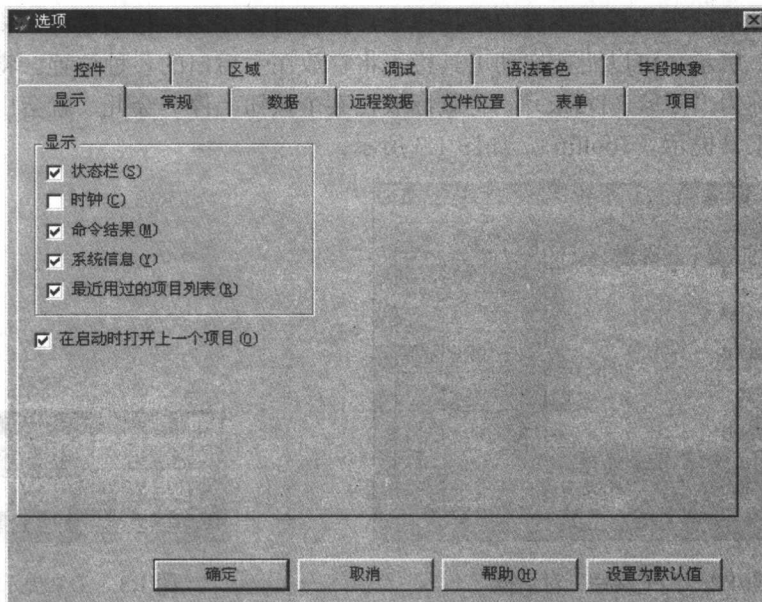 选项
控件 区域 调试 语法着色 字段映象
显示 常规 数据 远程数据 文件位置 表单 项目
显示
状态栏(S)
时钟(C)
命令结果(M)
系统信息(Y)
最近用过的项目列表(R)
在启动时打开上一个项目(O)
确定 取消 帮助(H) 设置为默认值